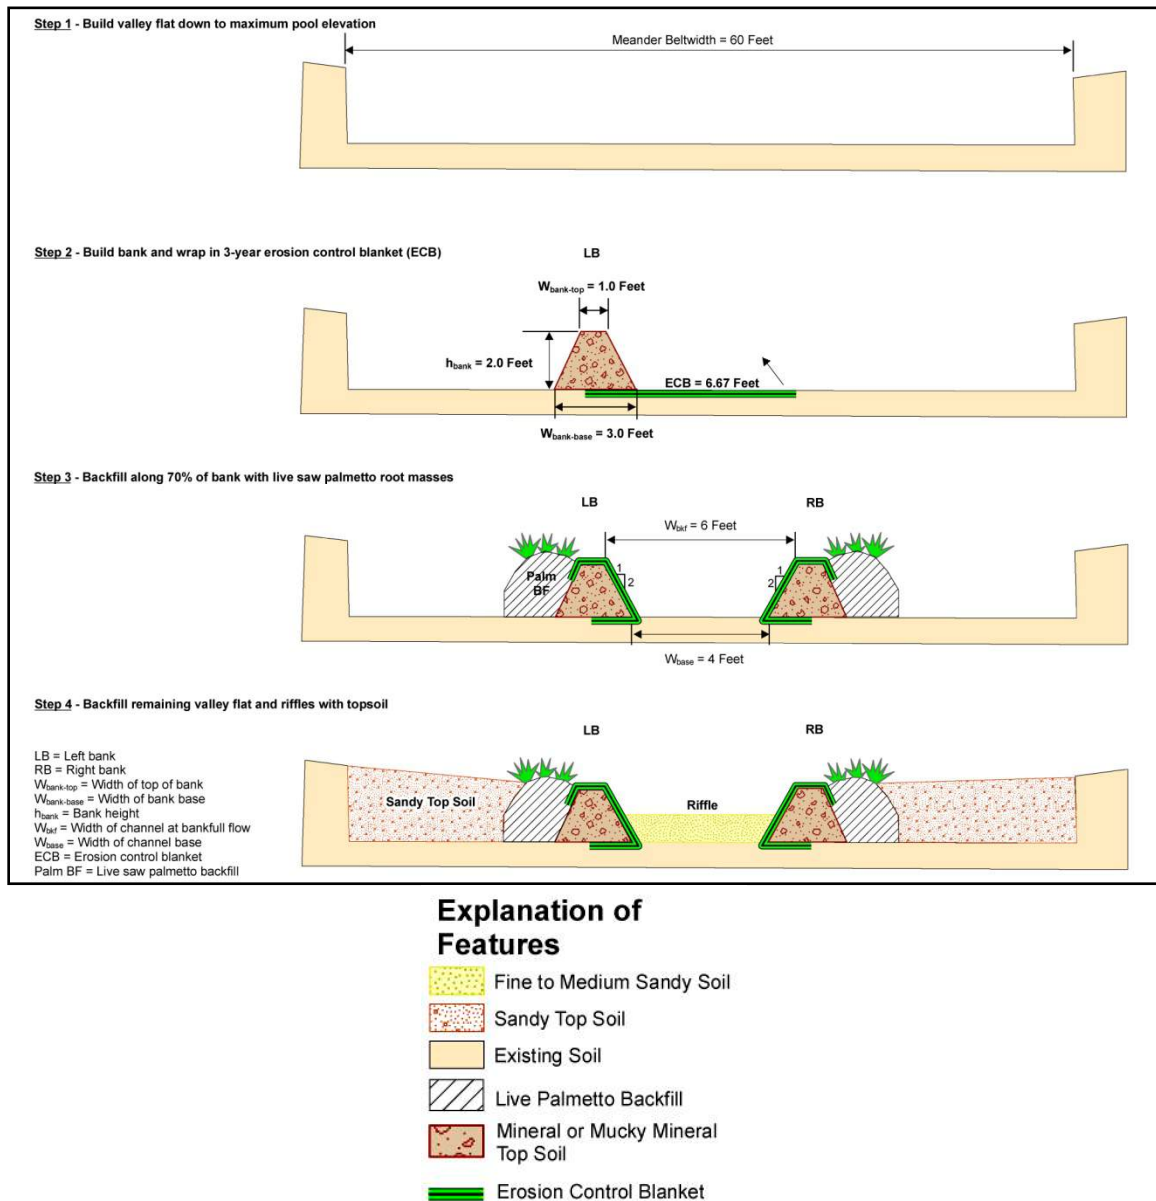 Step 1 - Build valley flat down to maximum pool elevation
Meander Beltwidth = 60 Feet
Step 2 - Build bank and wrap in 3-year erosion control blanket (ECB)
LB
Wbank-top = 1.0 Feet
hbank = 2.0 Feet
ECB = 6.67 Feet
Wbank-base = 3.0 Feet
Step 3 - Backfill along 70% of bank with live saw palmetto root masses
LB
RB
Wbkf = 6 Feet
Palm
BF
1
2
1
2
Wbase = 4 Feet
Step 4 - Backfill remaining valley flat and riffles with topsoil
LB
RB
LB = Left bank
RB = Right bank
Wbank-top = Width of top of bank
Wbank-base = Width of bank base
hbank = Bank height
Wbkf = Width of channel at bankfull flow
Wbase = Width of channel base
ECB = Erosion control blanket
Palm BF = Live saw palmetto backfill
Sandy Top Soil
Riffle
Explanation of
Features
Fine to Medium Sandy Soil
Sandy Top Soil
Existing Soil
Live Palmetto Backfill
Mineral or Mucky Mineral
Top Soil
Erosion Control Blanket